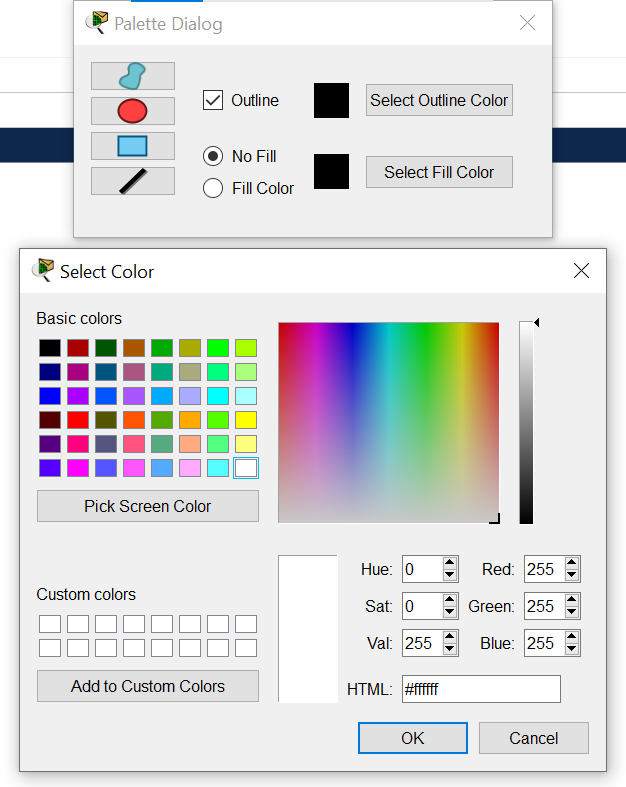 Palette Dialog
Outline
Select Outline Color
No Fill
Fill Color
Select Fill Color
Select Color
Basic colors
Pick Screen Color
Custom colors
Add to Custom Colors
Hue: 0 Red: 255
Sat: 0 Green: 255
Val: 255 Blue: 255
HTML: #ffffff
OK Cancel